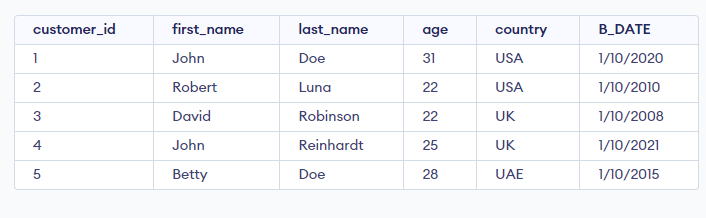 customer_id first_name last_name age country B_DATE
1 John Doe 31 USA 1/10/2020
2 Robert Luna 22 USA 1/10/2010
3 David Robinson 22 UK 1/10/2008
4 John Reinhardt 25 UK 1/10/2021
5 Betty Doe 28 UAE 1/10/2015